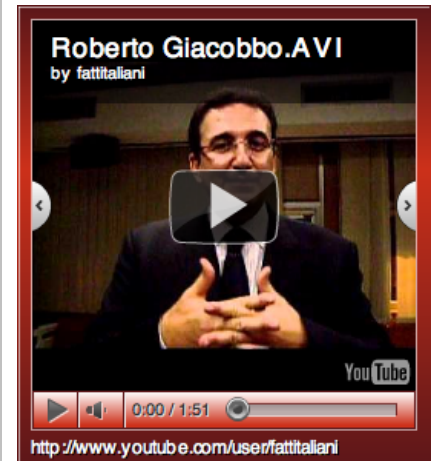 Roberto Giacobbo.AVI
by fattitaliani
YouTube
0:00 / 1:51
http://www.youtube.com/user/fattitaliani